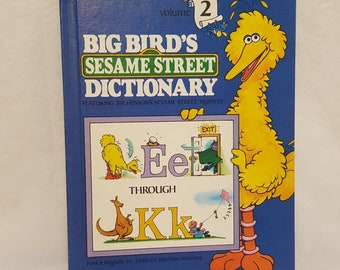 volume 2
BIG BIRD'S
SESAME STREET
DICTIONARY
FEATURING JIM HENSON'S SESAME STREET MUPPETS
EXIT
Ee
THROUGH
Kk